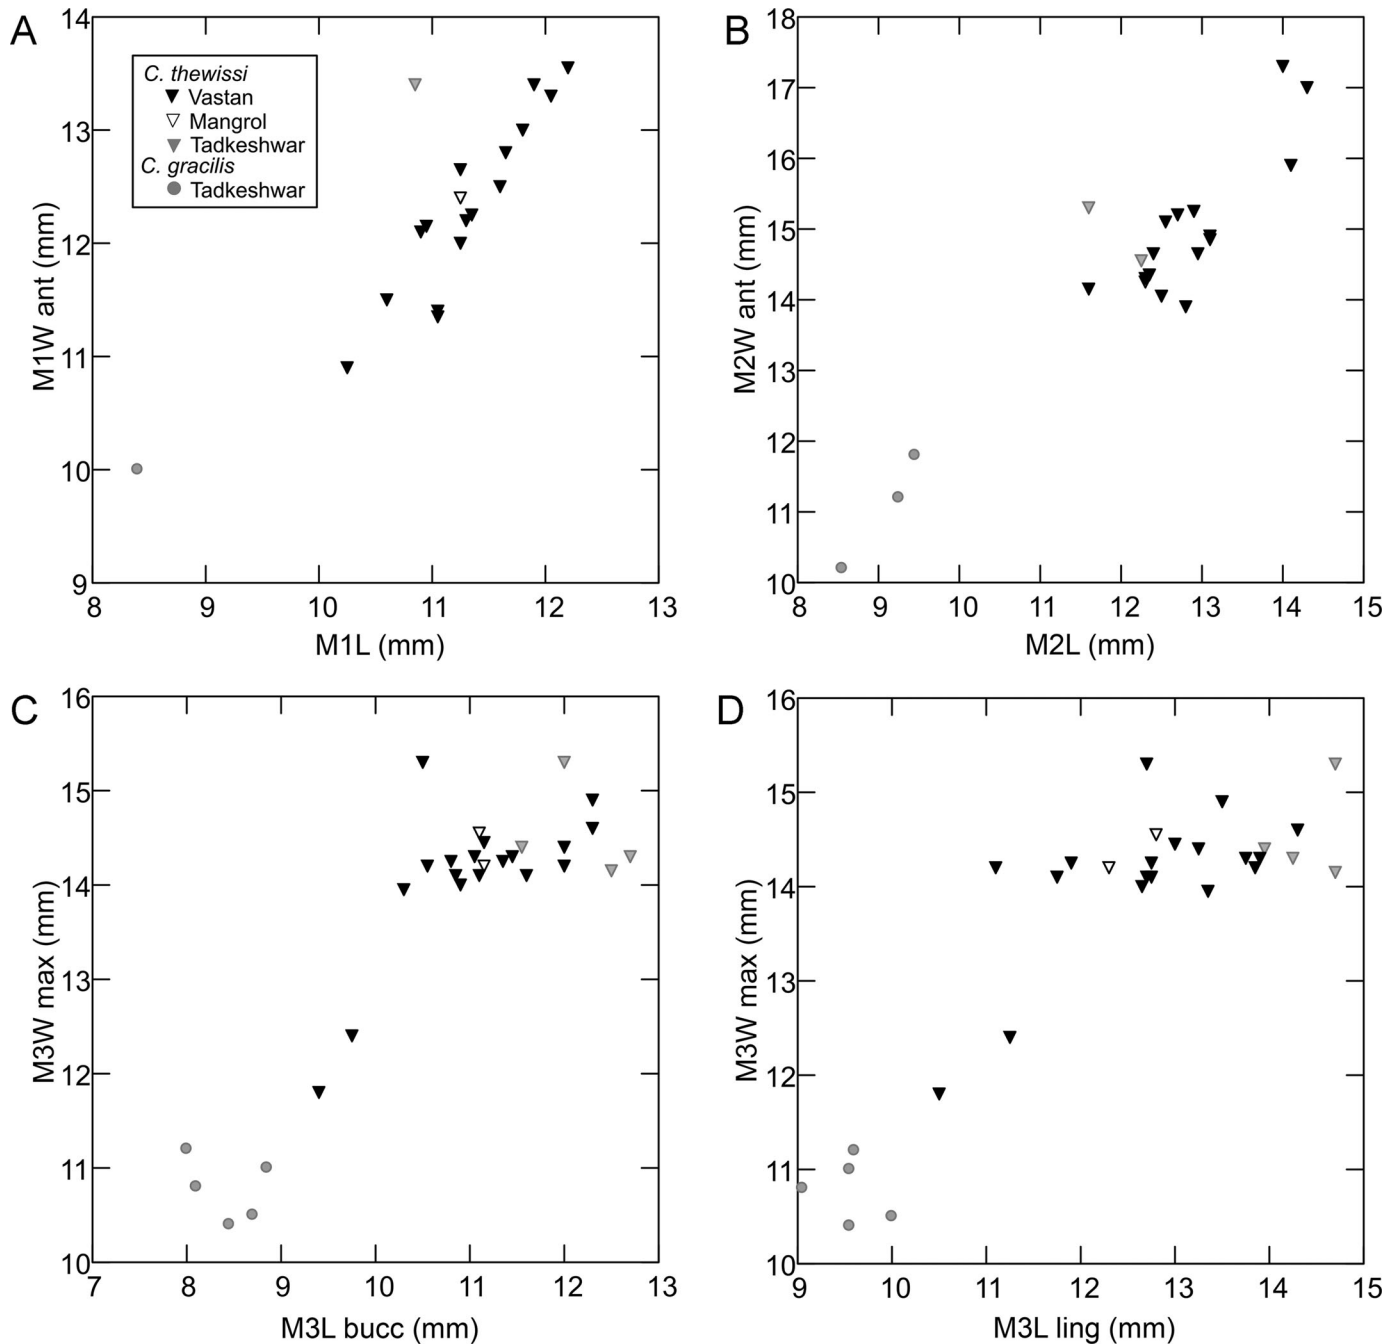 A
14
13
12
11
10
9
M1W ant (mm)
C. thewissi
Vastan
Mangrol
Tadkeshwar
C. gracilis
Tadkeshwar
8 9 10 11 12 13
M1L (mm)
B
18
17
16
15
14
13
12
11
10
M2W ant (mm)
8 9 10 11 12 13 14 15
M2L (mm)
C
16
15
14
13
12
11
10
M3W max (mm)
7 8 9 10 11 12 13
M3L bucc (mm)
D
16
15
14
13
12
11
10
M3W max (mm)
9 10 11 12 13 14 15
M3L ling (mm)